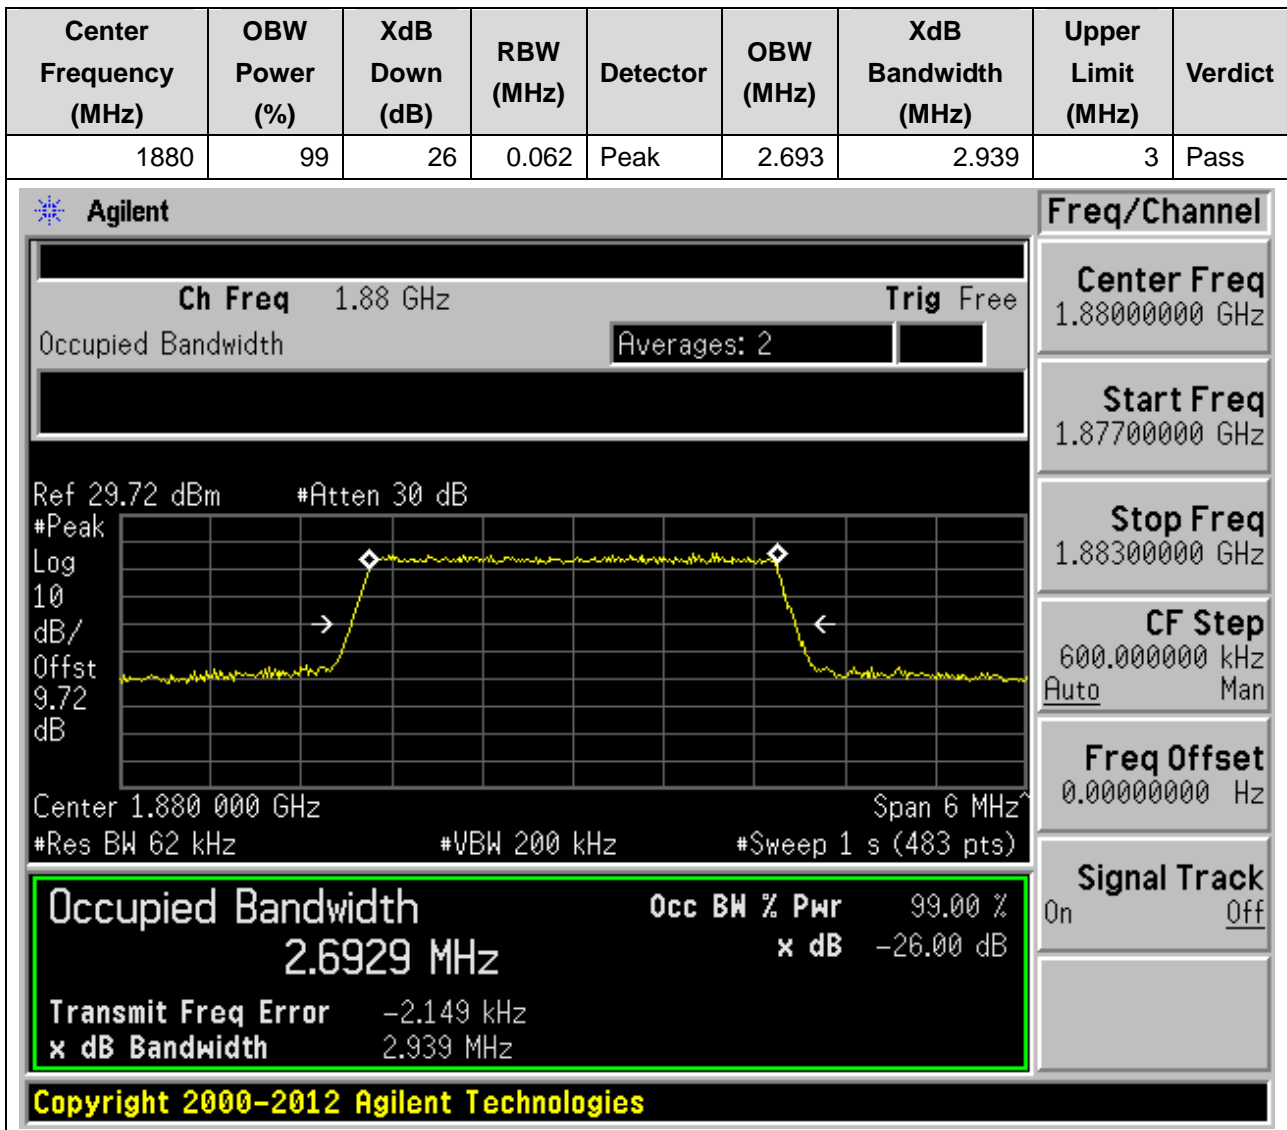 Center Frequency (MHz) OBW Power (%) XdB Down (dB) RBW (MHz) Detector OBW (MHz) XdB Bandwidth (MHz) Upper Limit (MHz) Verdict
1880 99 26 0.062 Peak 2.693 2.939 3 Pass
Agilent
Freq/Channel
Ch Freq 1.88 GHz Trig Free
Occupied Bandwidth Averages: 2
Center Freq
1.88000000 GHz
Start Freq
1.87700000 GHz
Stop Freq
1.88300000 GHz
CF Step
600.000000 kHz
Auto Man
Freq Offset
0.00000000 Hz
Signal Track
On Off
Ref 29.72 dBm #Atten 30 dB
#Peak
Log
10
dB/
Offst
9.72
dB
Center 1.880 000 GHz Span 6 MHz^
#Res BW 62 kHz #VBW 200 kHz #Sweep 1 s (483 pts)
Occupied Bandwidth Occ BW % Pwr 99.00 %
2.6929 MHz x dB -26.00 dB
Transmit Freq Error -2.149 kHz
x dB Bandwidth 2.939 MHz
Copyright 2000-2012 Agilent Technologies